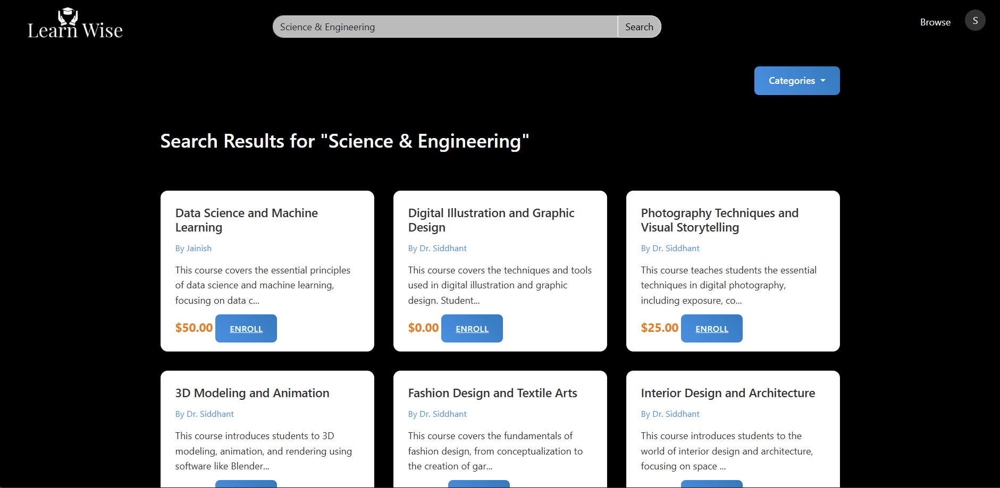 Learn Wise
Science & Engineering
Search
Browse
S
Categories
Search Results for "Science & Engineering"
Data Science and Machine
Learning
By Jainish
This course covers the essential principles
of data science and machine learning,
focusing on data c...
$50.00 ENROLL
Digital Illustration and Graphic
Design
By Dr. Siddhant
This course covers the techniques and tools
used in digital illustration and graphic
design. Student...
$0.00 ENROLL
Photography Techniques and
Visual Storytelling
By Dr. Siddhant
This course teaches students the essential
techniques in digital photography,
including exposure, co...
$25.00 ENROLL
3D Modeling and Animation
By Dr. Siddhant
This course introduces students to 3D
modeling, animation, and rendering using
software like Blender...
Fashion Design and Textile Arts
By Dr. Siddhant
This course covers the fundamentals of
fashion design, from conceptualization to
the creation of gar...
Interior Design and Architecture
By Dr. Siddhant
This course introduces students to the
world of interior design and architecture,
focusing on space ...